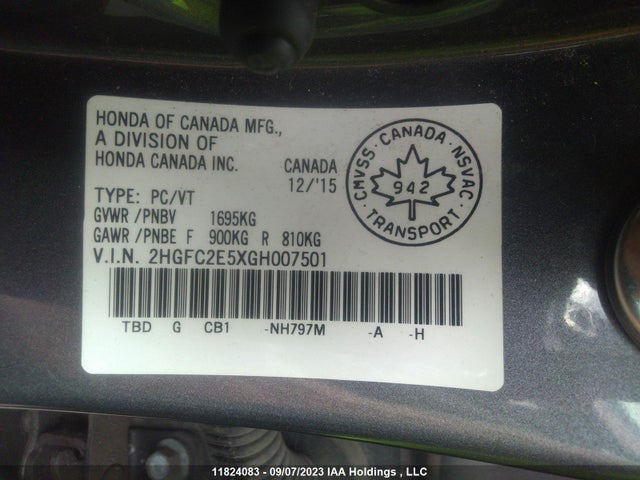 HONDA OF CANADA MFG.,
A DIVISION OF
HONDA CANADA INC.
CANADA
12/'15
TYPE: PC/VT
GVWR /PNBV 1695KG
GAWR /PNBE F 900KG R 810KG
V.I.N. 2HGFC2E5XGH007501
TBD G CB1 -NH797M -A -H
CMVSS · CANADA · NSVAC
942
TRANSPORT
11824083 - 09/07/2023 IAA Holdings , LLC